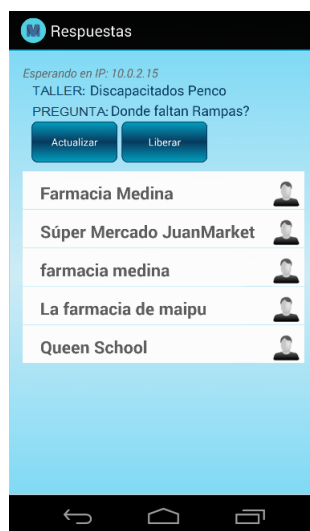 M Respuestas
Esperando en IP: 10.0.2.15
TALLER: Discapacitados Penco
PREGUNTA: Donde faltan Rampas?
Actualizar Liberar
Farmacia Medina
Súper Mercado JuanMarket
farmacia medina
La farmacia de maipu
Queen School